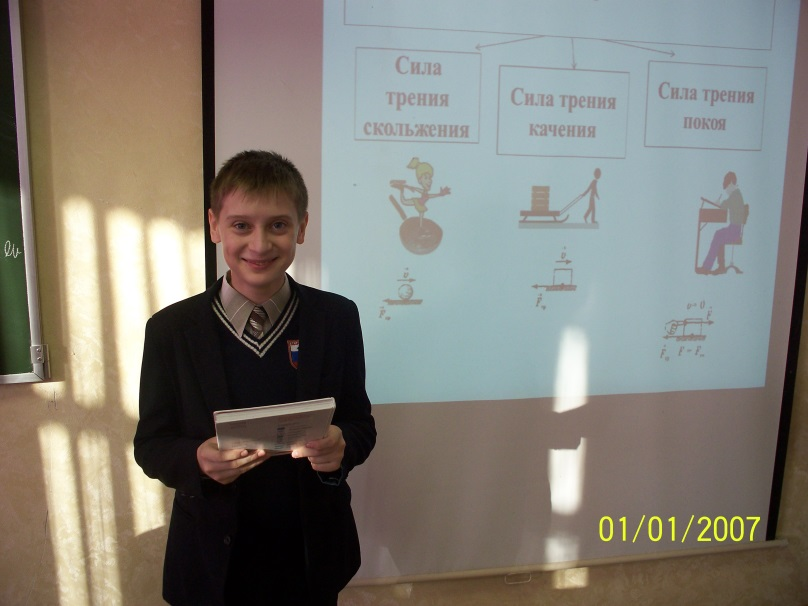 Сила
трения
скольжения
Сила трения
качения
Сила трения
покоя
01/01/2007